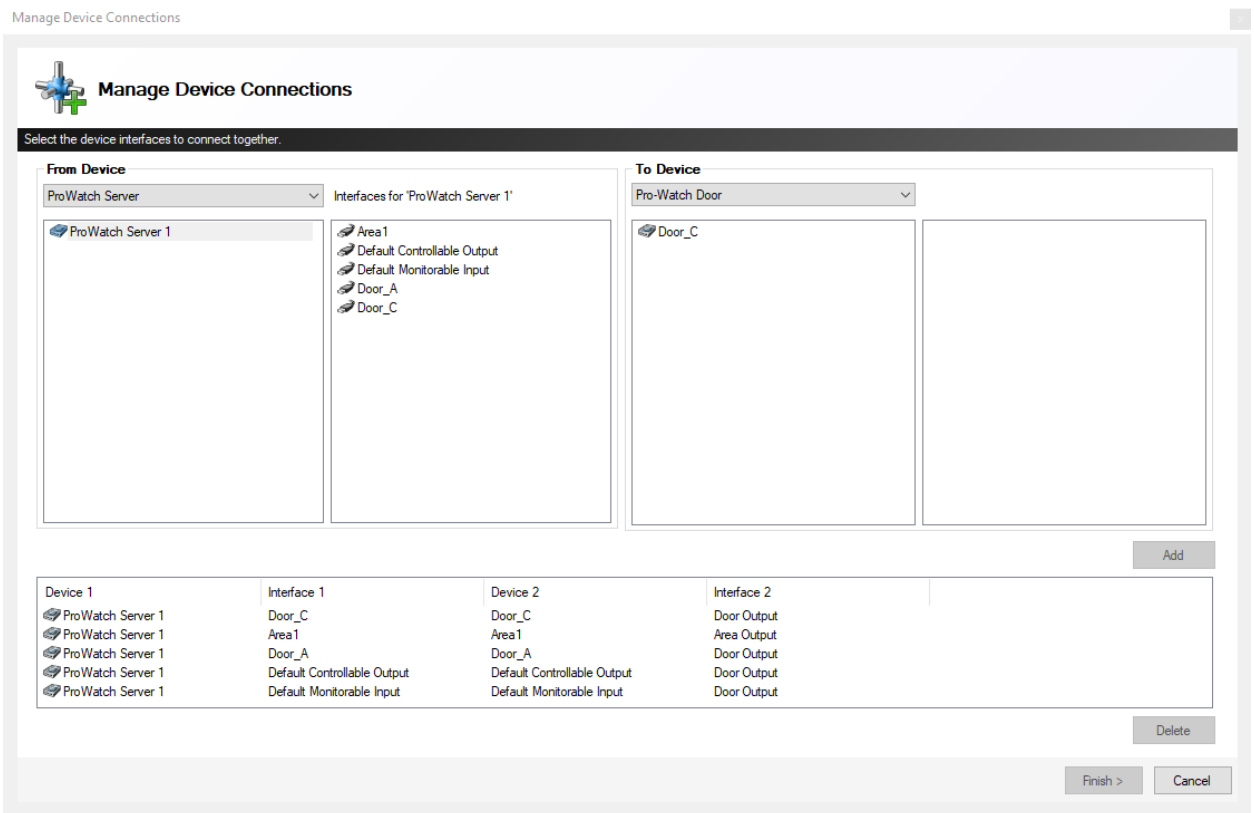 Manage Device Connections
x
Manage Device Connections
Select the device interfaces to connect together.
From Device
To Device
ProWatch Server
Interfaces for 'ProWatch Server 1'
Pro-Watch Door
ProWatch Server 1
Area1
Default Controllable Output
Default Monitorable Input
Door_A
Door_C
Door_C
Add
Device 1 Interface 1 Device 2 Interface 2
ProWatch Server 1 Door_C Door_C Door Output
ProWatch Server 1 Area1 Area1 Area Output
ProWatch Server 1 Door_A Door_A Door Output
ProWatch Server 1 Default Controllable Output Default Controllable Output Door Output
ProWatch Server 1 Default Monitorable Input Default Monitorable Input Door Output
Delete
Finish >
Cancel